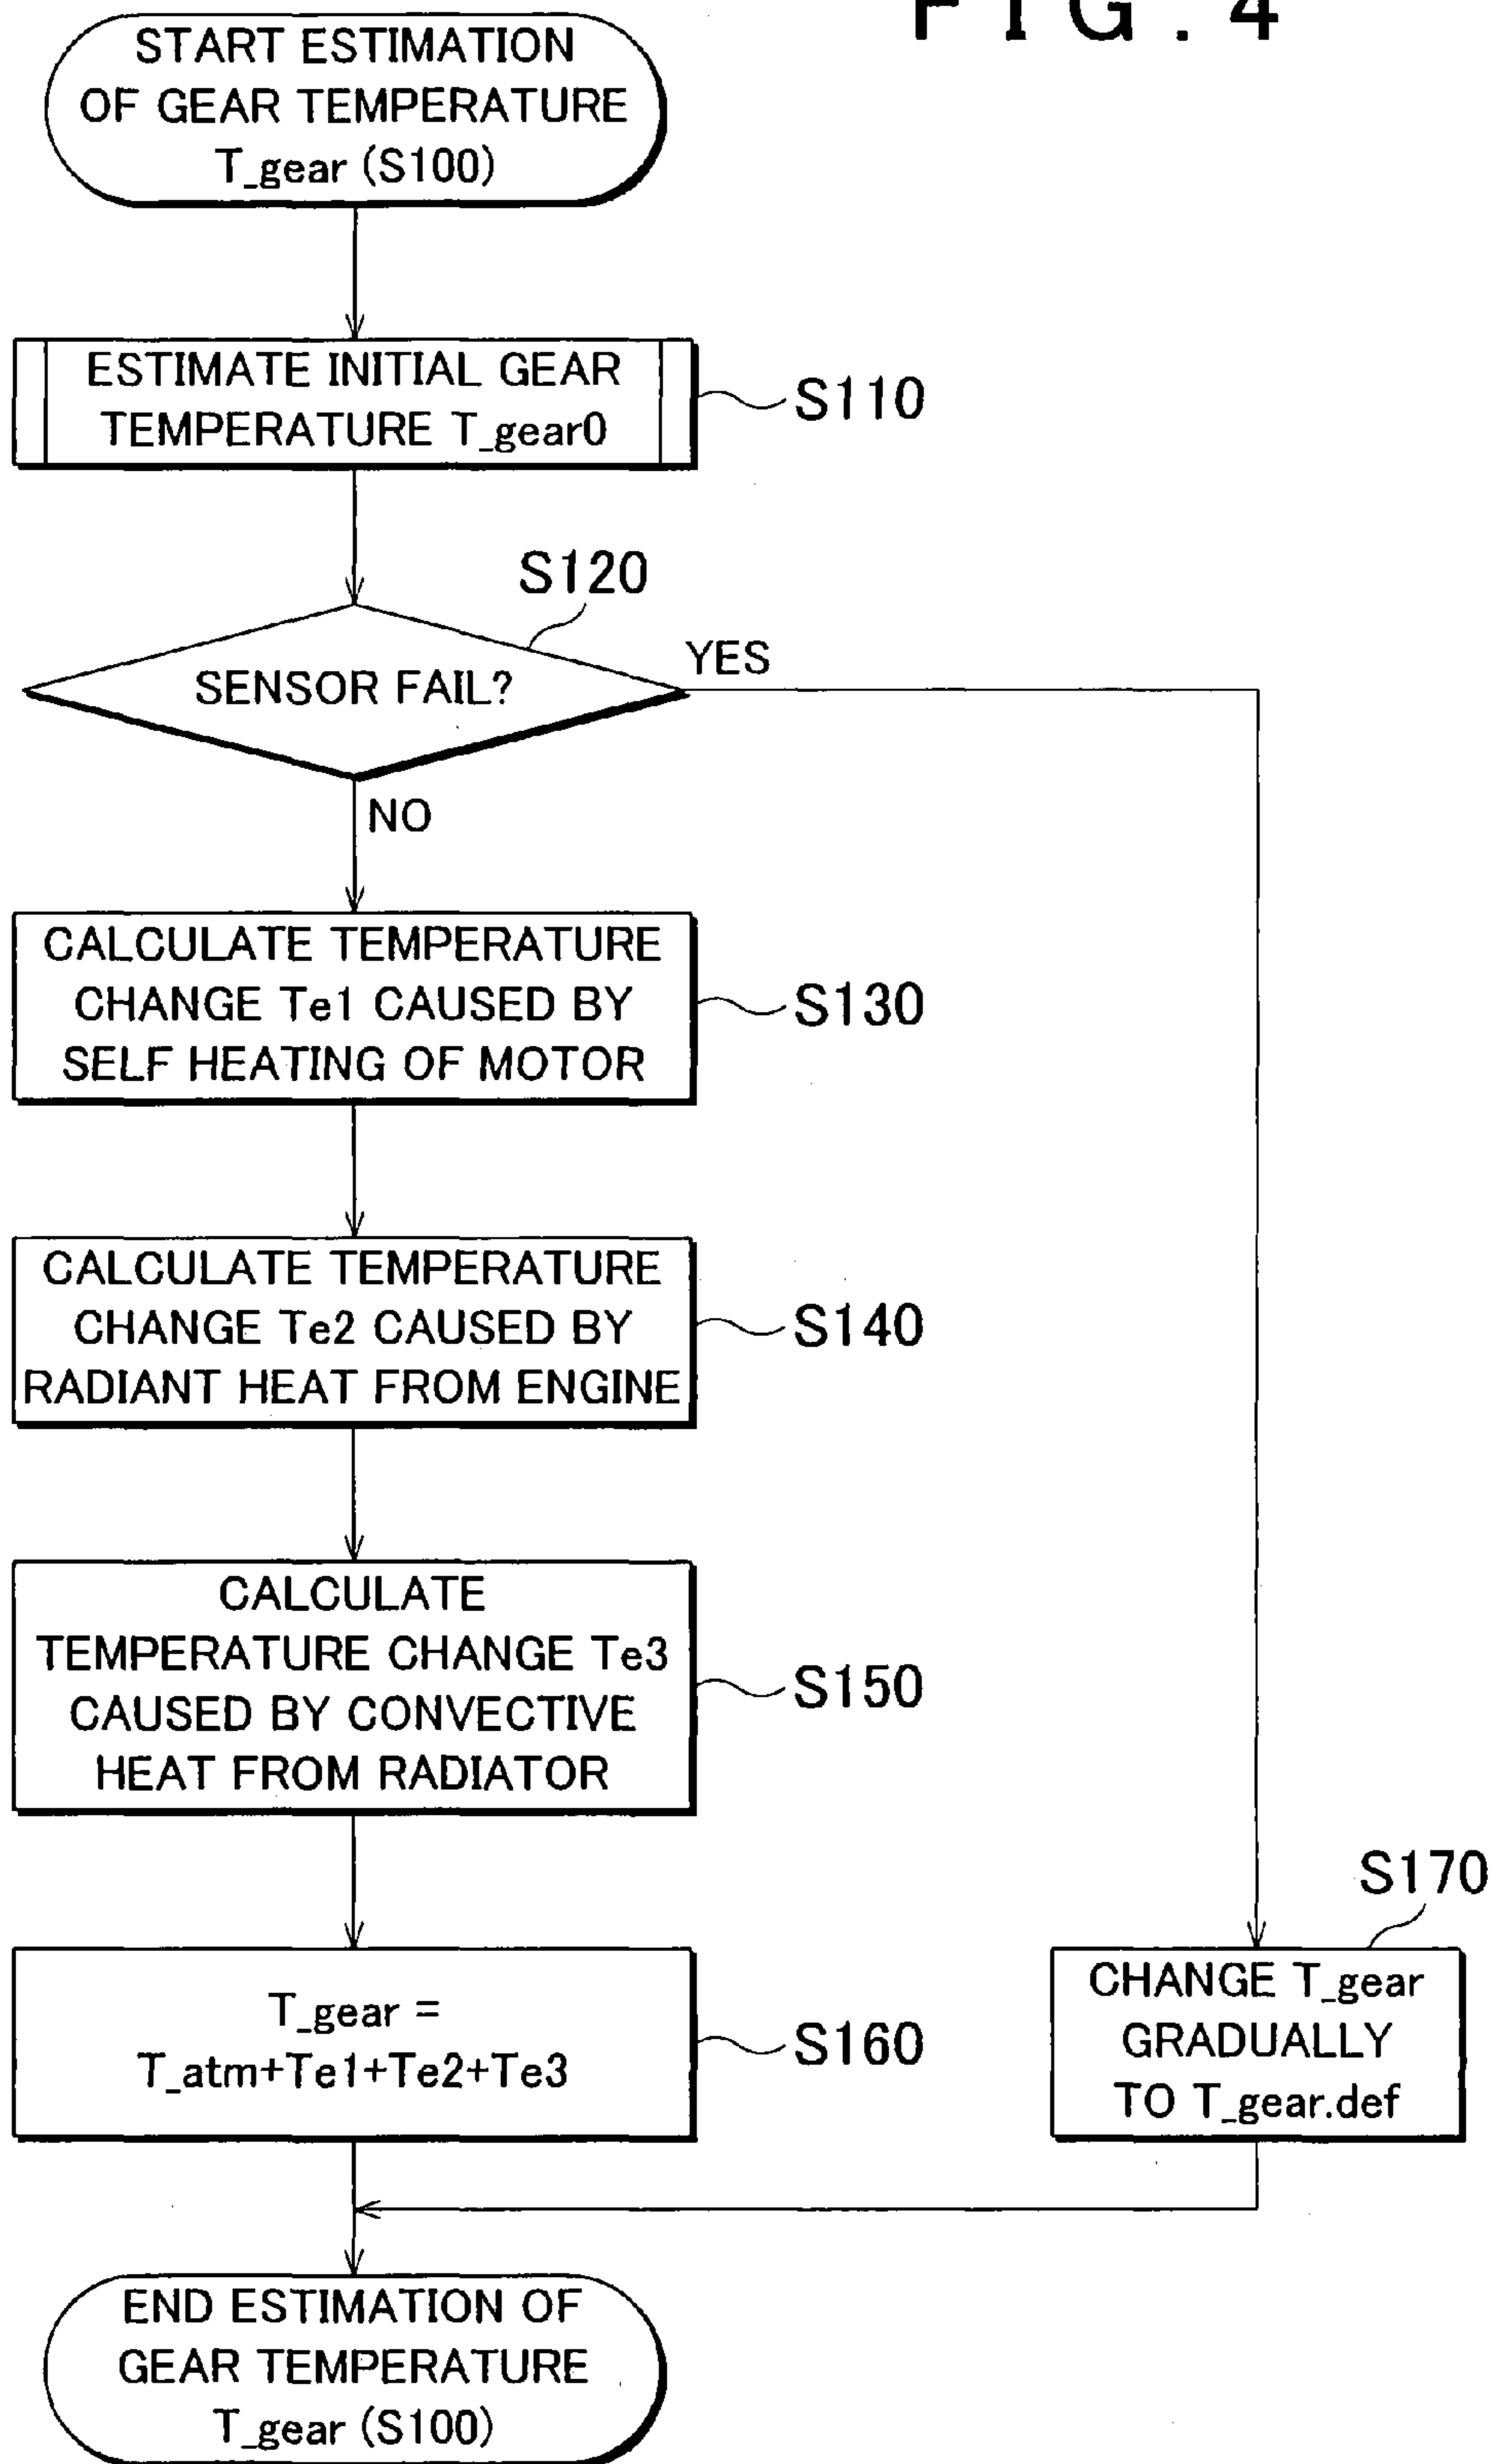 FIG.4
START ESTIMATION
OF GEAR TEMPERATURE
T_gear (S100)
ESTIMATE INITIAL GEAR
TEMPERATURE T_gear0
S110
S120
SENSOR FAIL?
YES
NO
CALCULATE TEMPERATURE
CHANGE Te1 CAUSED BY
SELF HEATING OF MOTOR
S130
CALCULATE TEMPERATURE
CHANGE Te2 CAUSED BY
RADIANT HEAT FROM ENGINE
S140
CALCULATE
TEMPERATURE CHANGE Te3
CAUSED BY CONVECTIVE
HEAT FROM RADIATOR
S150
T_gear =
T_atm+Te1+Te2+Te3
S160
S170
CHANGE T_gear
GRADUALLY
TO T_gear.def
END ESTIMATION OF
GEAR TEMPERATURE
T_gear (S100)